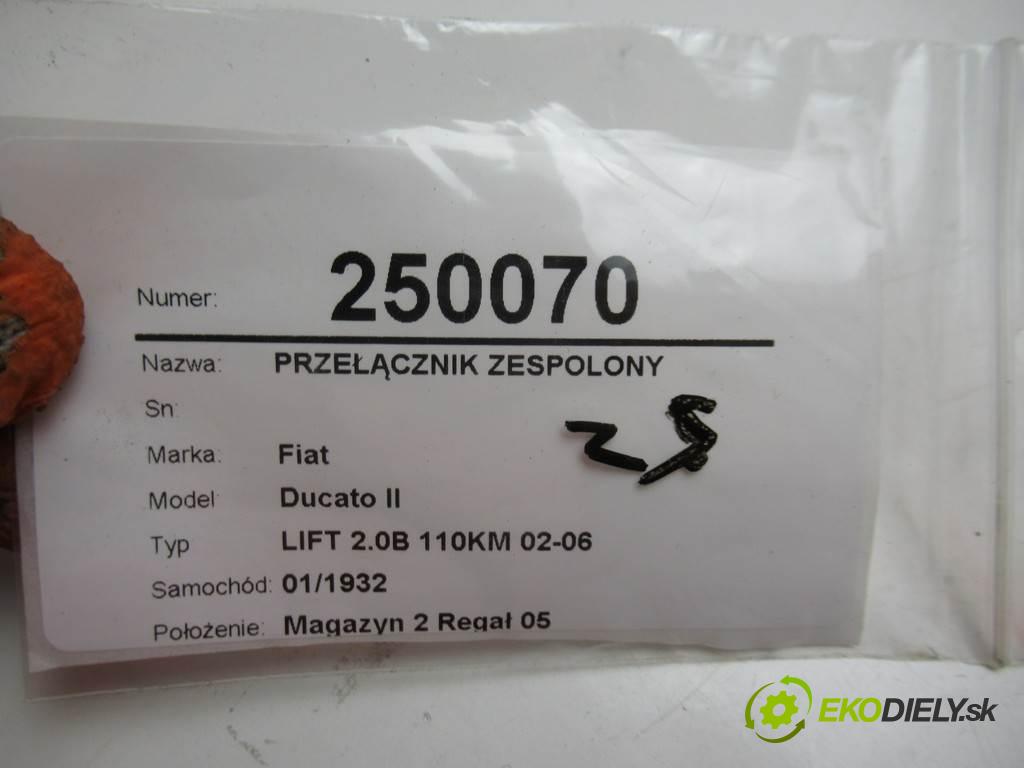 Numer: 250070
Nazwa: PRZEŁĄCZNIK ZESPOLONY
Sn:
Marka: Fiat
Model Ducato II
Typ LIFT 2.0B 110KM 02-06
Samochód: 01/1932
Położenie: Magazyn 2 Regał 05
EKODIELY.sk